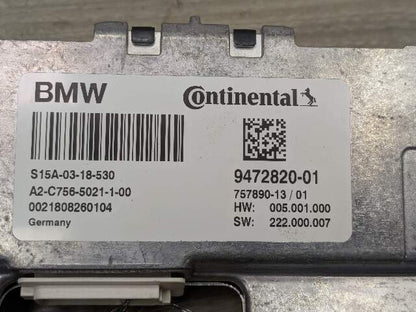 BMW
Continental
S15A-03-18-530
A2-C756-5021-1-00
0021808260104
Germany
9472820-01
757890-13 / 01
HW: 005.001.000
SW: 222.000.007